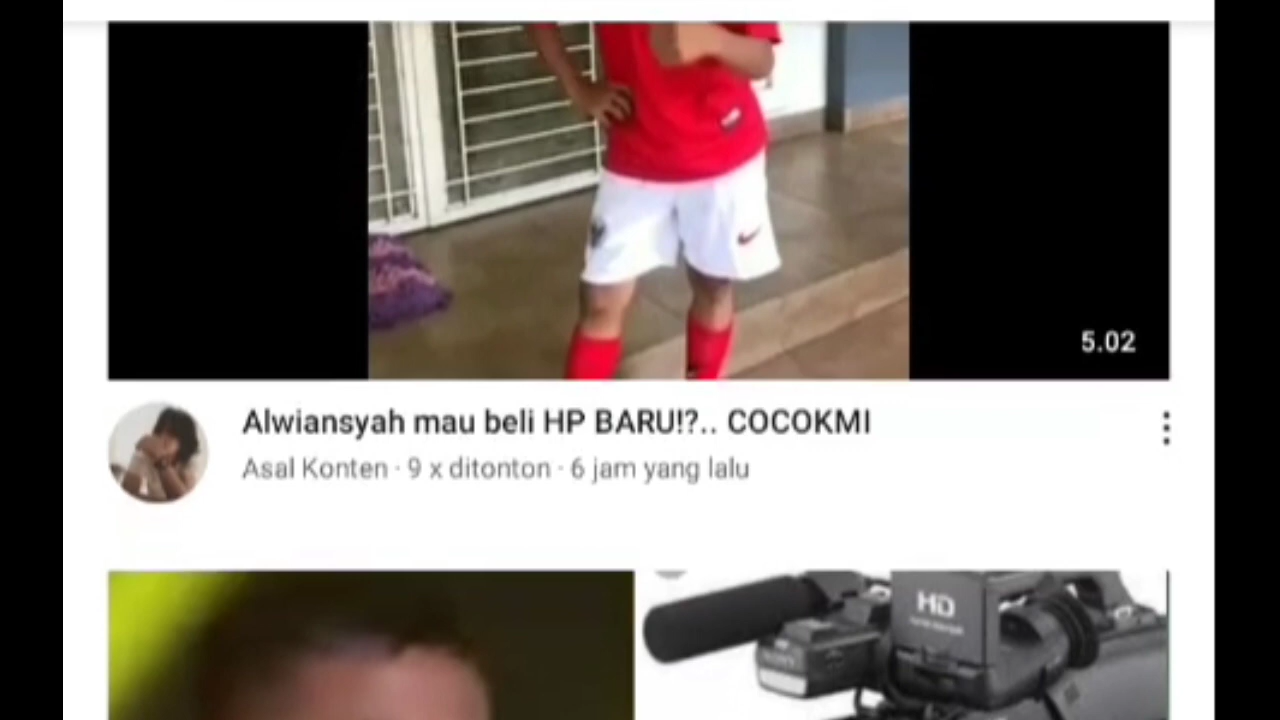 5.02
Alwiansyah mau beli HP BARU!?.. COCOKMI
Asal Konten · 9 x ditonton · 6 jam yang lalu
HD